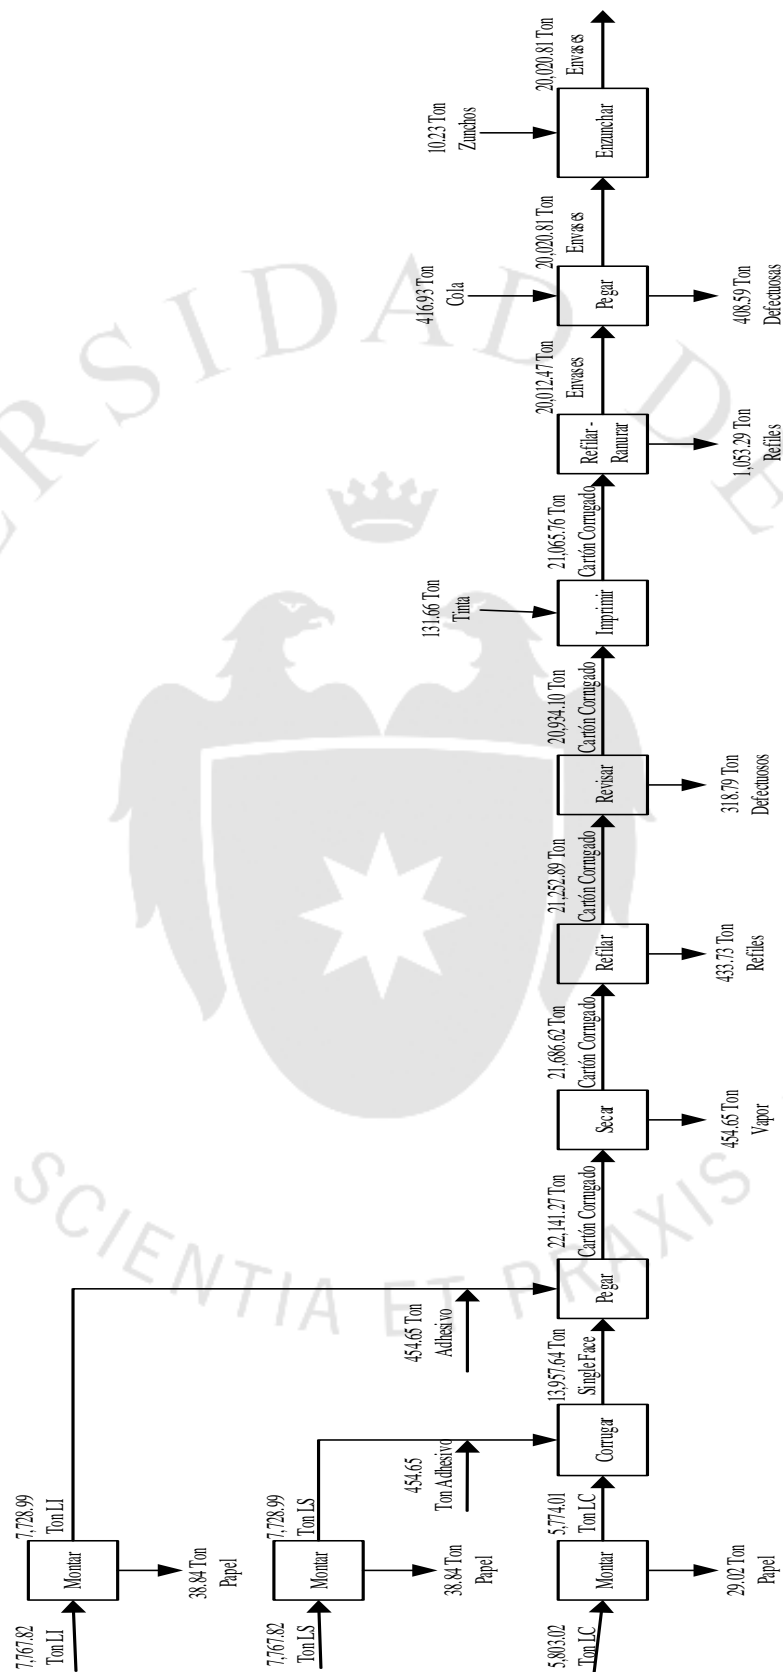 7,767.82
Ton LI
Montar
38.84 Ton
Papel
7,728.99
Ton LI
7,767.82
Ton LS
Montar
38.84 Ton
Papel
7,728.99
Ton LS
5,803.02
Ton LC
Montar
29.02 Ton
Papel
5,774.01
Ton LC
454.65
Ton Adhesivo
Corrugar
13,957.64 Ton
Single Face
454.65 Ton
Adhesivo
Pegar
22,141.27 Ton
Cartón Corrugado
Secar
454.65 Ton
Vapor
21,686.62 Ton
Cartón Corrugado
Refilar
433.73 Ton
Refiles
21,252.89 Ton
Cartón Corrugado
Revisar
318.79 Ton
Defectuosos
20,934.10 Ton
Cartón Corrugado
131.66 Ton
Tinta
Imprimir
21,065.76 Ton
Cartón Corrugado
Refilar -
Ranurar
1,053.29 Ton
Refiles
20,012.47 Ton
Envases
416.93 Ton
Cola
Pegar
408.59 Ton
Defectuosas
20,020.81 Ton
Envases
10.23 Ton
Zunchos
Enzunchar
20,020.81 Ton
Envases
ERSIDAD DE
SCIENTIA ET PRAXIS